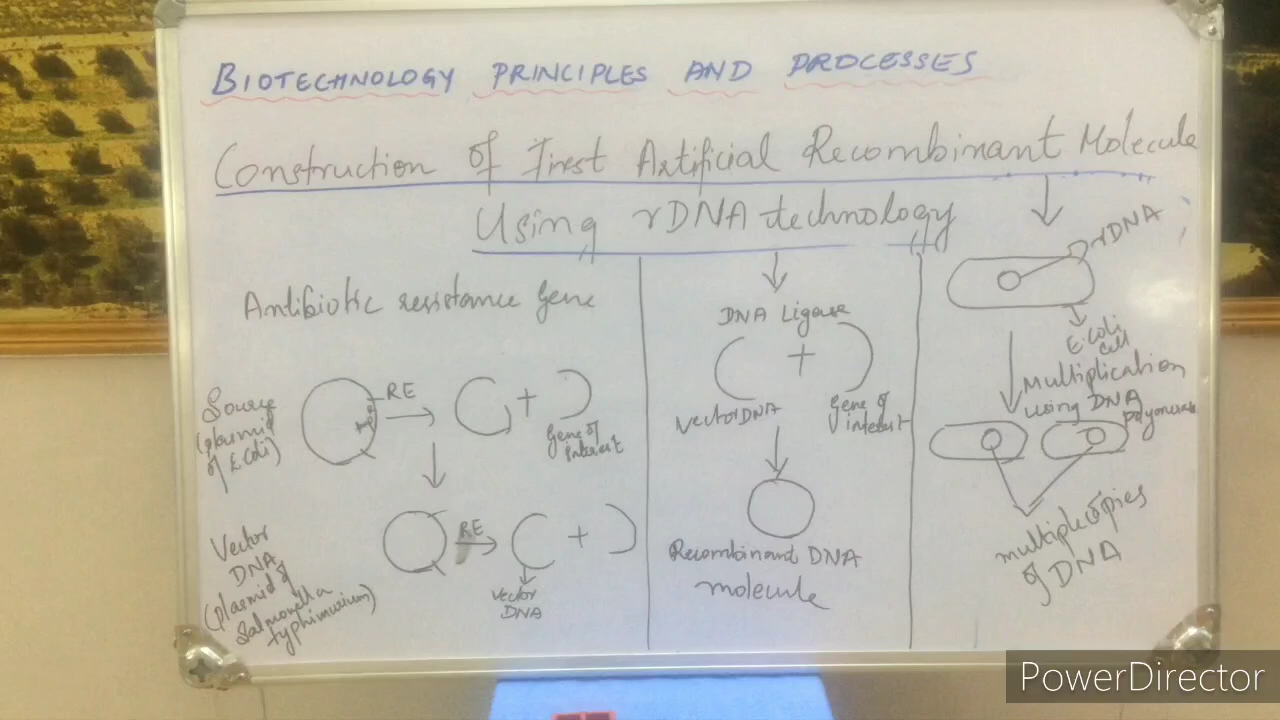 BIOTECHNOLOGY PRINCIPLES AND PROCESSES
Construction of First Artificial Recombinant Molecule
Using rDNA technology
Antibiotic resistance gene
Source
(plasmid
of E.Coli)
RE
+
Gene of
interest
Vector
DNA
(plasmid of
Salmonella
typhimurium)
RE
+
vector
DNA
DNA Ligase
+
Vector DNA
Gene of
interest
Recombinant DNA
molecule
rDNA
E.Coli
cell
Multiplication
using DNA
polymerase
multiple copies
of DNA
PowerDirector